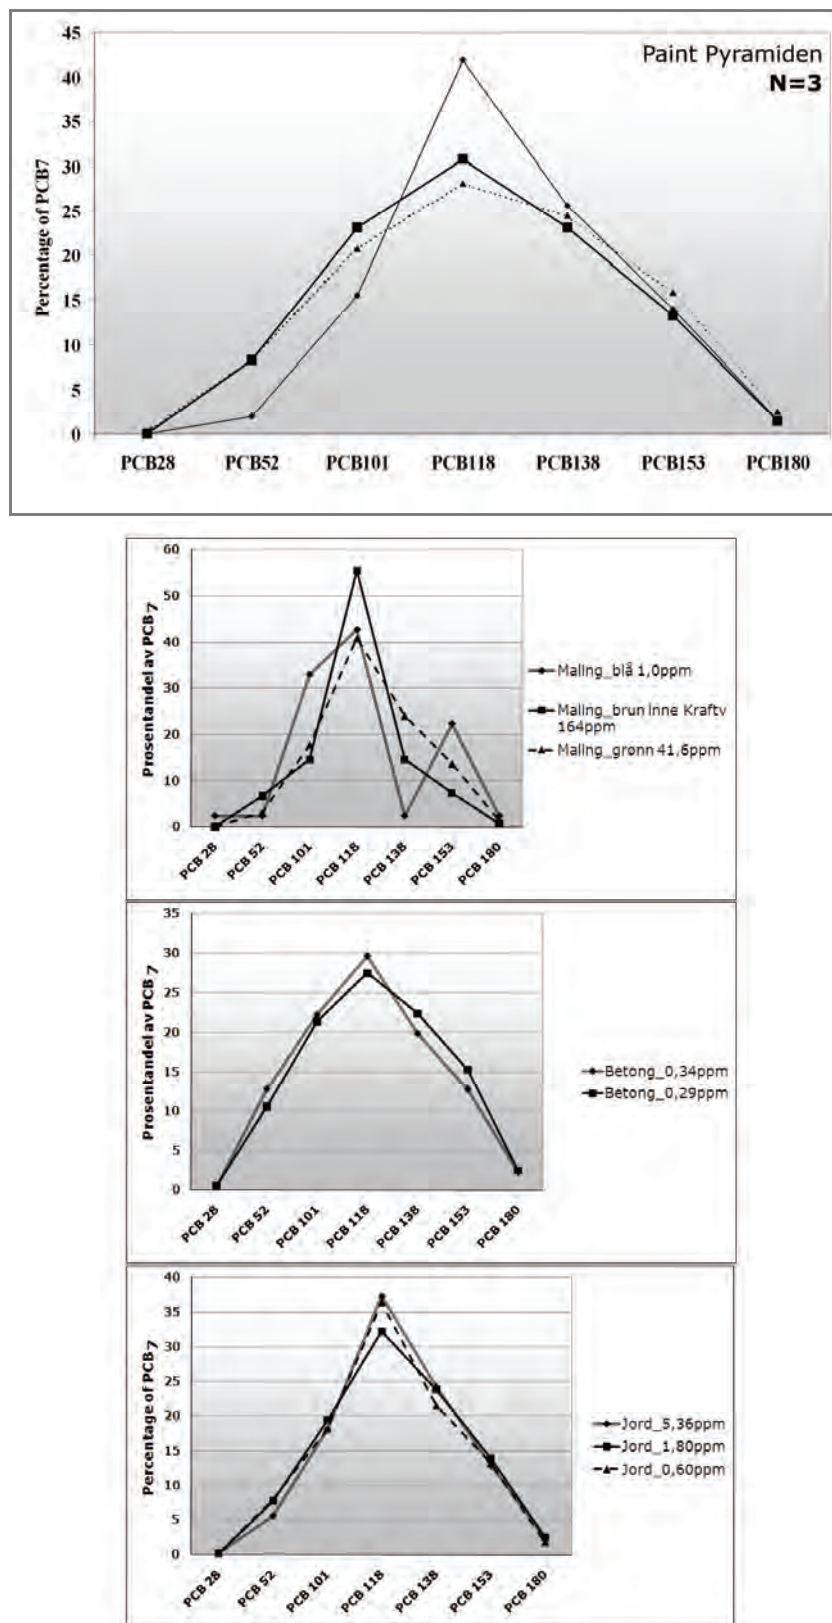 Paint Pyramiden
N=3
Percentage of PCB7
45
40
35
30
25
20
15
10
5
0
PCB28 PCB52 PCB101 PCB118 PCB138 PCB153 PCB180
Prosentandel av PCB7
60
50
40
30
20
10
0
PCB 28 PCB 52 PCB 101 PCB 118 PCB 138 PCB 153 PCB 180
Maling_blå 1,0ppm
Maling_brun inne Kraftv
164ppm
Maling_grønn 41,6ppm
Prosentandel av PCB7
35
30
25
20
15
10
5
0
PCB 28 PCB 52 PCB 101 PCB 118 PCB 138 PCB 153 PCB 180
Betong_0,34ppm
Betong_0,29ppm
Percentage of PCB7
40
35
30
25
20
15
10
5
0
PCB 28 PCB 52 PCB 101 PCB 118 PCB 138 PCB 153 PCB 180
Jord_5,36ppm
Jord_1,80ppm
Jord_0,60ppm